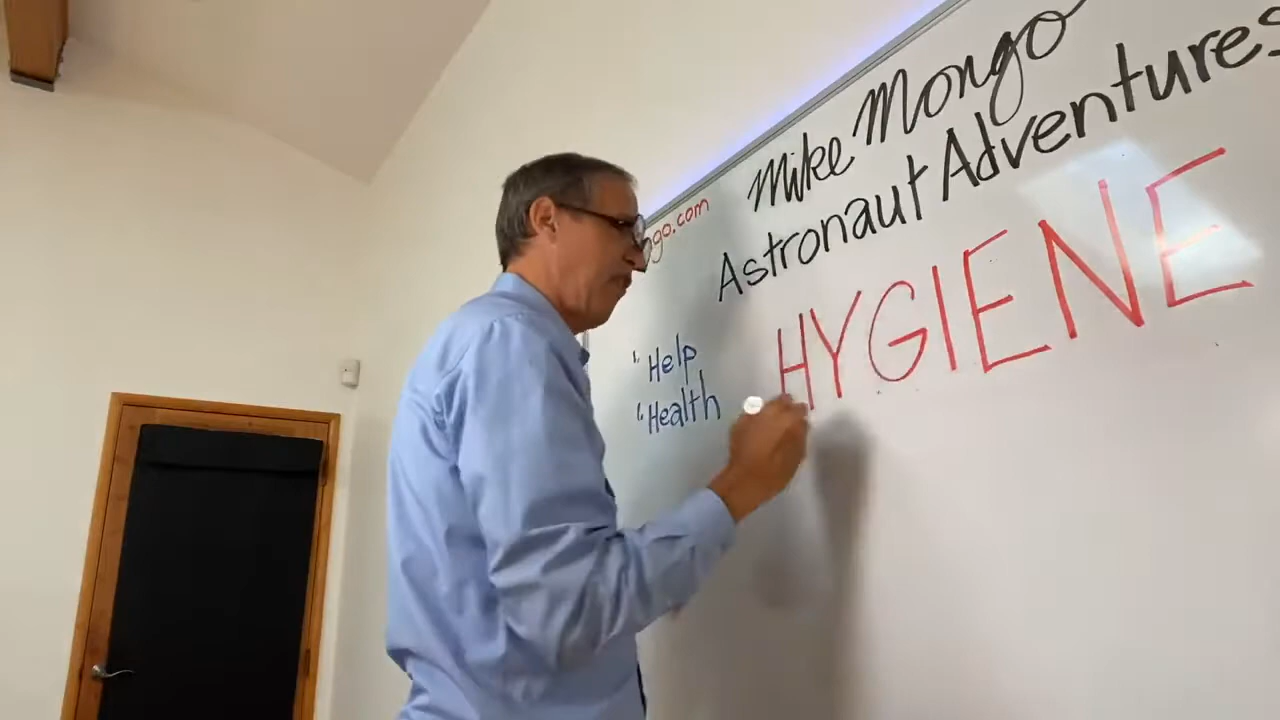 Mike Mongo
Astronaut Adventures
go.com
HYGIENE
" Help
" Health